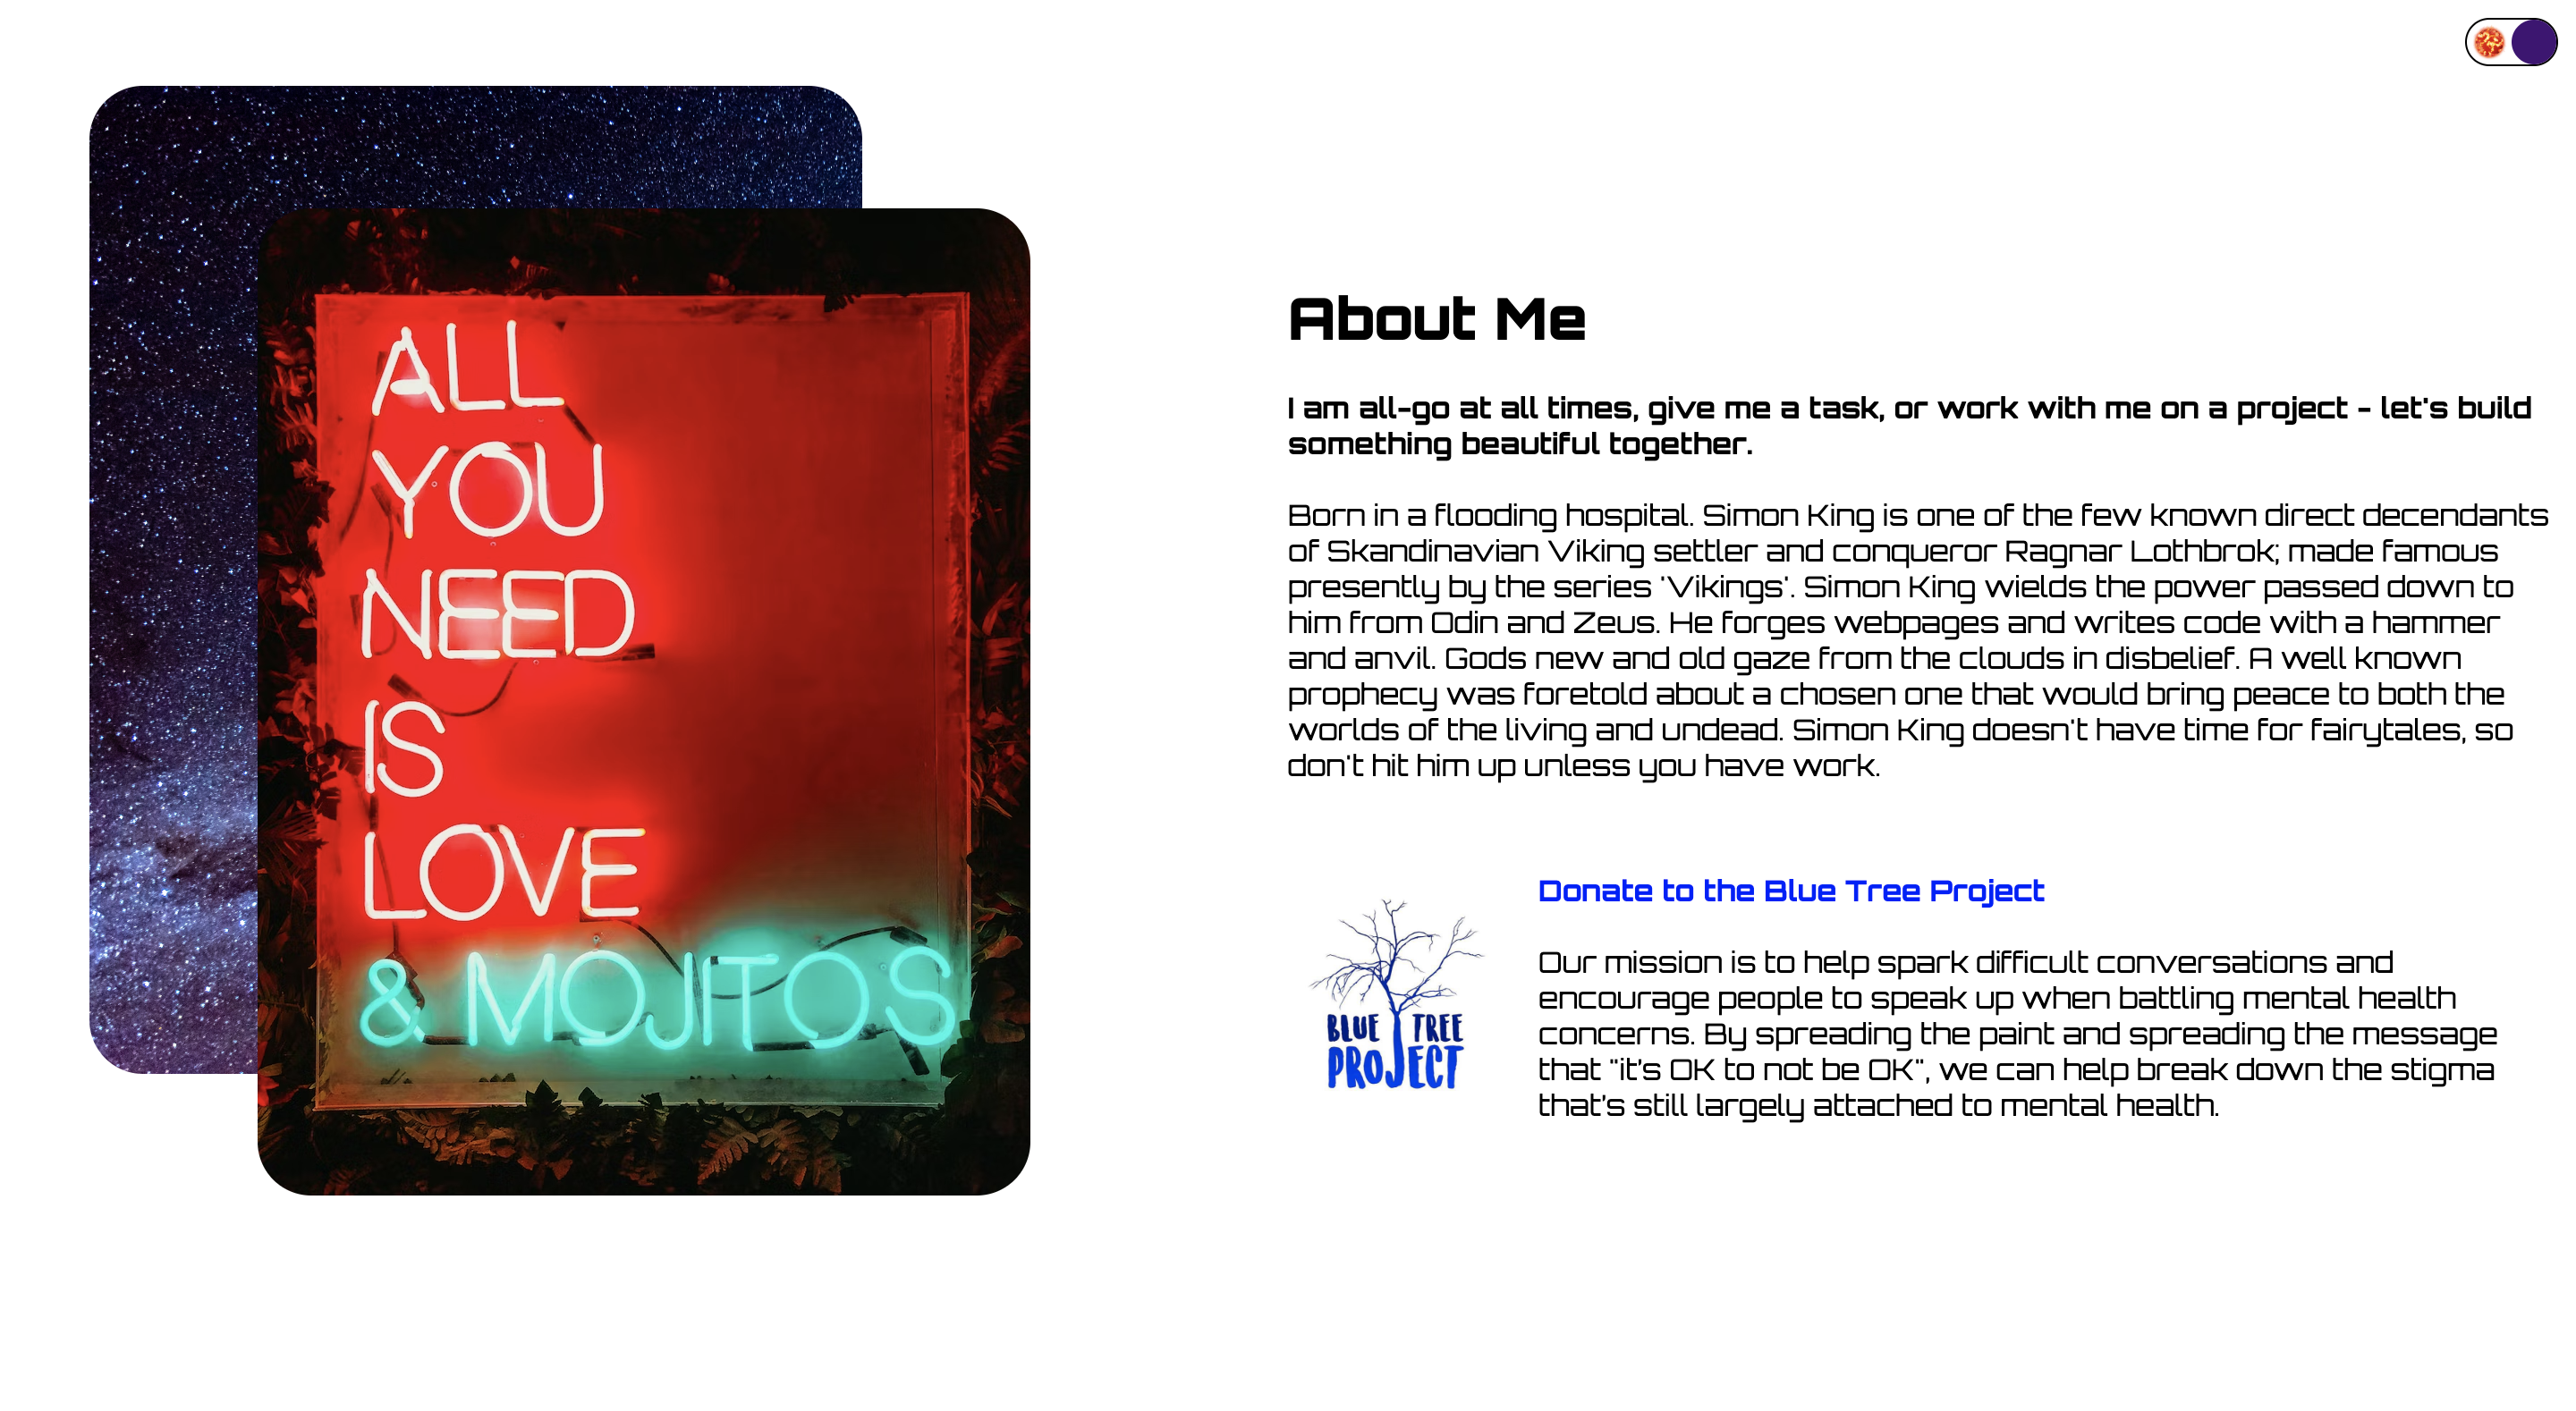 ALL
YOU
NEED
IS
LOVE
& MOJITOS
About Me
I am all-go at all times, give me a task, or work with me on a project - let's build
something beautiful together.
Born in a flooding hospital. Simon King is one of the few known direct decendants
of Skandinavian Viking settler and conqueror Ragnar Lothbrok; made famous
presently by the series 'Vikings'. Simon King wields the power passed down to
him from Odin and Zeus. He forges webpages and writes code with a hammer
and anvil. Gods new and old gaze from the clouds in disbelief. A well known
prophecy was foretold about a chosen one that would bring peace to both the
worlds of the living and undead. Simon King doesn't have time for fairytales, so
don't hit him up unless you have work.
BLUE TREE
PROJECT
Donate to the Blue Tree Project
Our mission is to help spark difficult conversations and
encourage people to speak up when battling mental health
concerns. By spreading the paint and spreading the message
that "it's OK to not be OK", we can help break down the stigma
that's still largely attached to mental health.